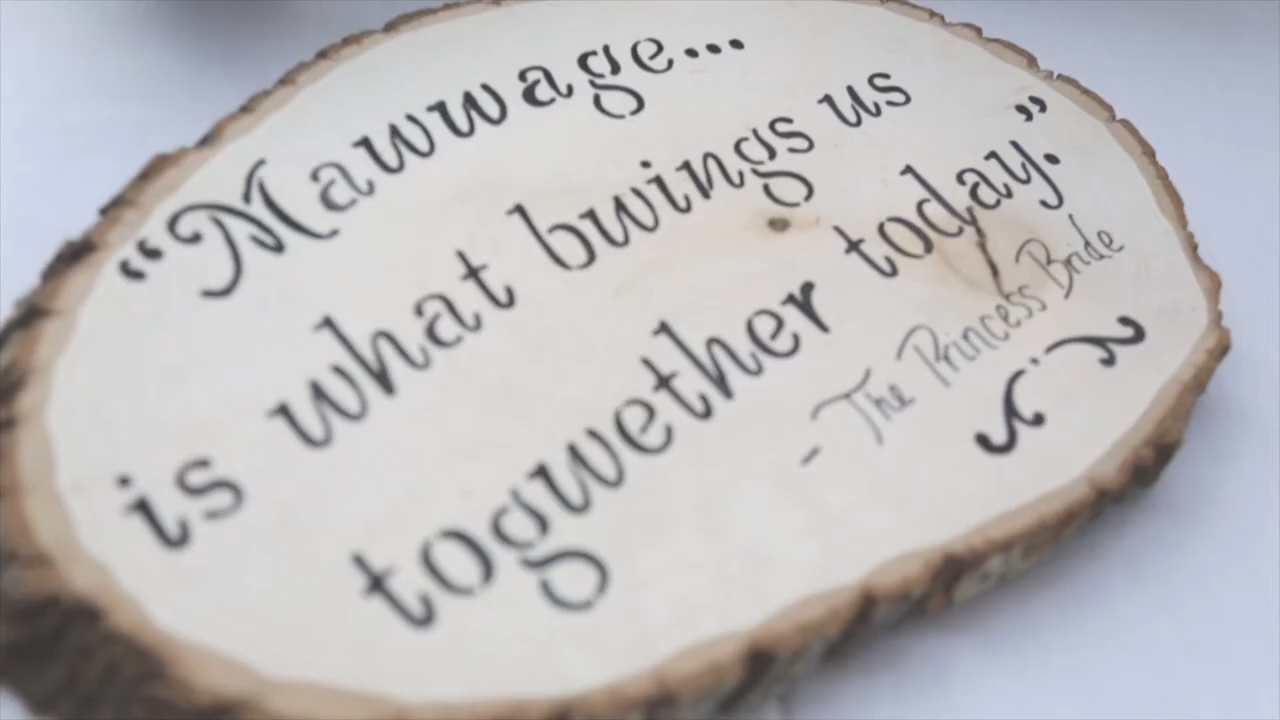 “Mawwage...
is what bwings us
togwether today.”
- The Princess Bride